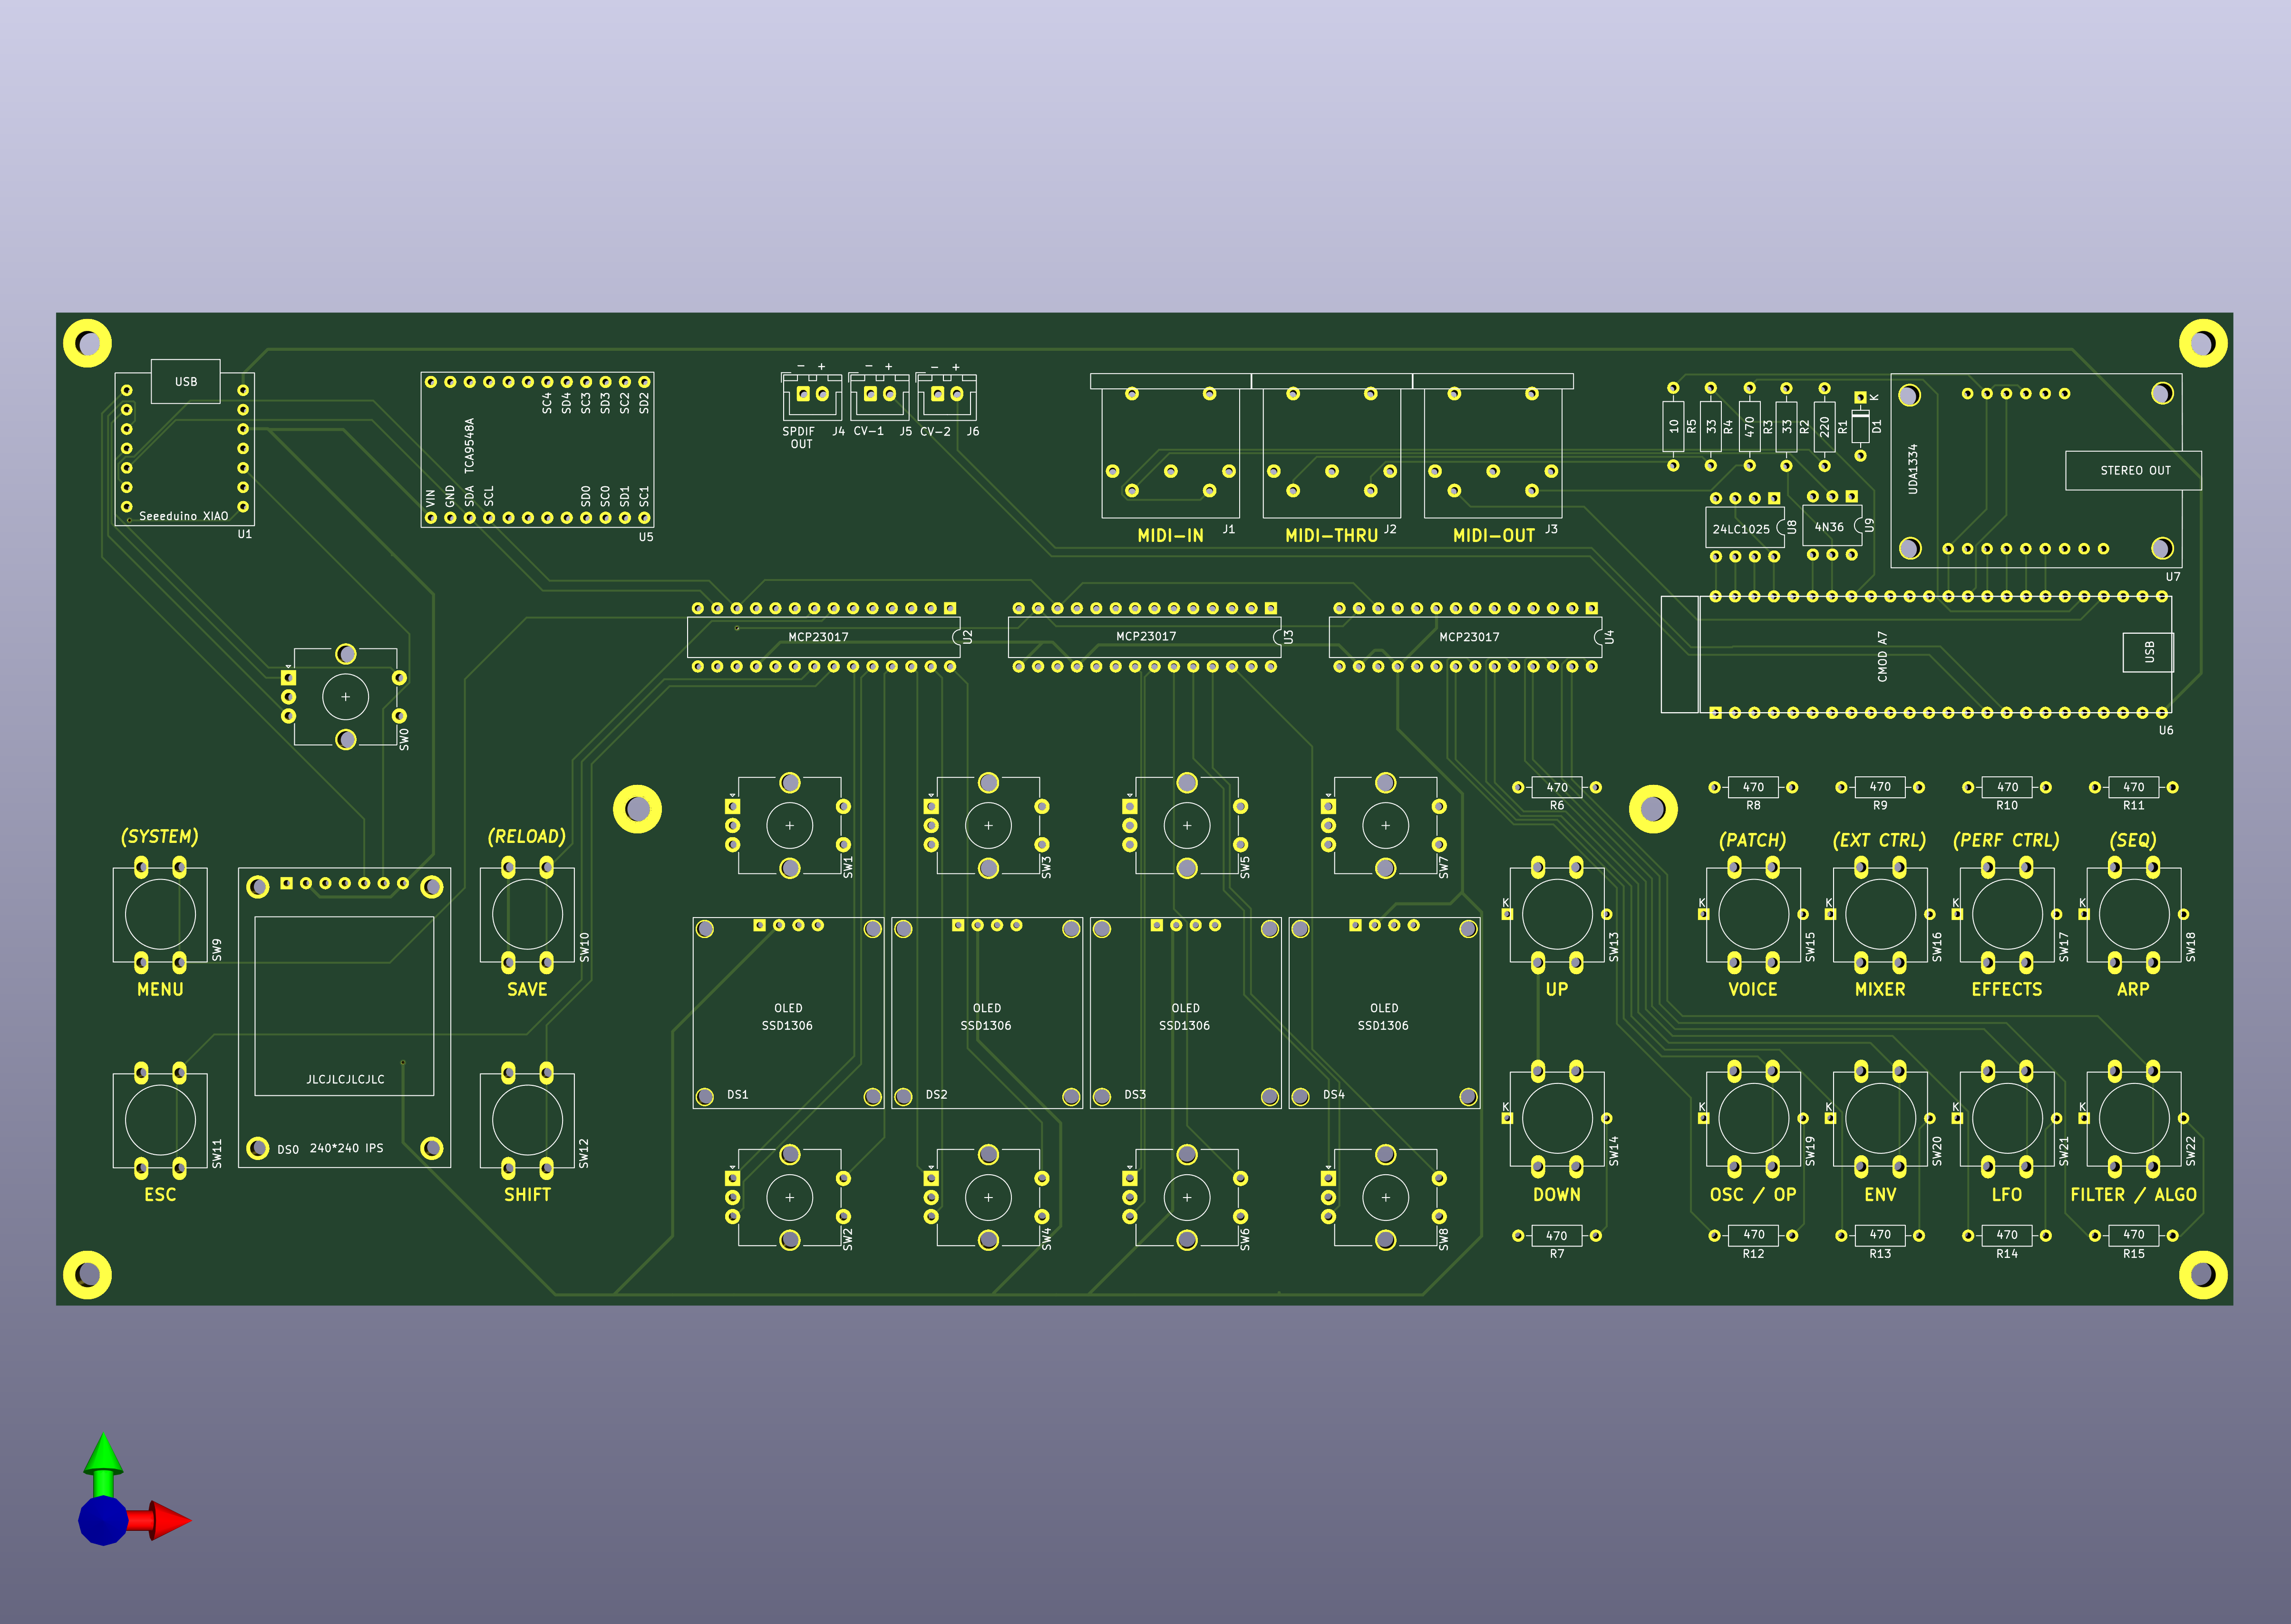 USB
Seeeduino XIAO
U1
TCA9548A
SC4
SD4
SC3
SD3
SC2
SD2
VIN
GND
SDA
SCL
SD0
SC0
SD1
SC1
U5
- +
- +
- +
SPDIF
OUT
J4
CV-1
J5
CV-2
J6
J1
MIDI-IN
J2
MIDI-THRU
J3
MIDI-OUT
10
R5
33
R4
470
R3
33
R2
220
R1
K
D1
24LC1025
U8
4N36
U9
UDA1334
STEREO OUT
U7
MCP23017
U2
MCP23017
U3
MCP23017
U4
CMOD A7
USB
U6
SW0
SW1
SW3
SW5
SW7
470
R6
470
R8
470
R9
470
R10
470
R11
(SYSTEM)
(RELOAD)
(PATCH)
(EXT CTRL)
(PERF CTRL)
(SEQ)
SW9
MENU
SW10
SAVE
K
SW13
UP
K
SW15
VOICE
K
SW16
MIXER
K
SW17
EFFECTS
K
SW18
ARP
JLCJLCJLCJLC
DS0
240*240 IPS
OLED
SSD1306
DS1
OLED
SSD1306
DS2
OLED
SSD1306
DS3
OLED
SSD1306
DS4
SW11
ESC
SW12
SHIFT
SW2
SW4
SW6
SW8
K
SW14
DOWN
K
SW19
OSC / OP
K
SW20
ENV
K
SW21
LFO
K
SW22
FILTER / ALGO
470
R7
470
R12
470
R13
470
R14
470
R15